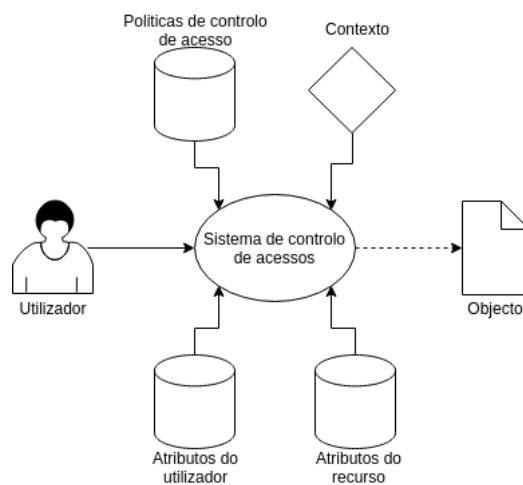 Politicas de controlo
de acesso
Contexto
Sistema de controlo
de acessos
Utilizador
Objecto
Atributos do
utilizador
Atributos do
recurso